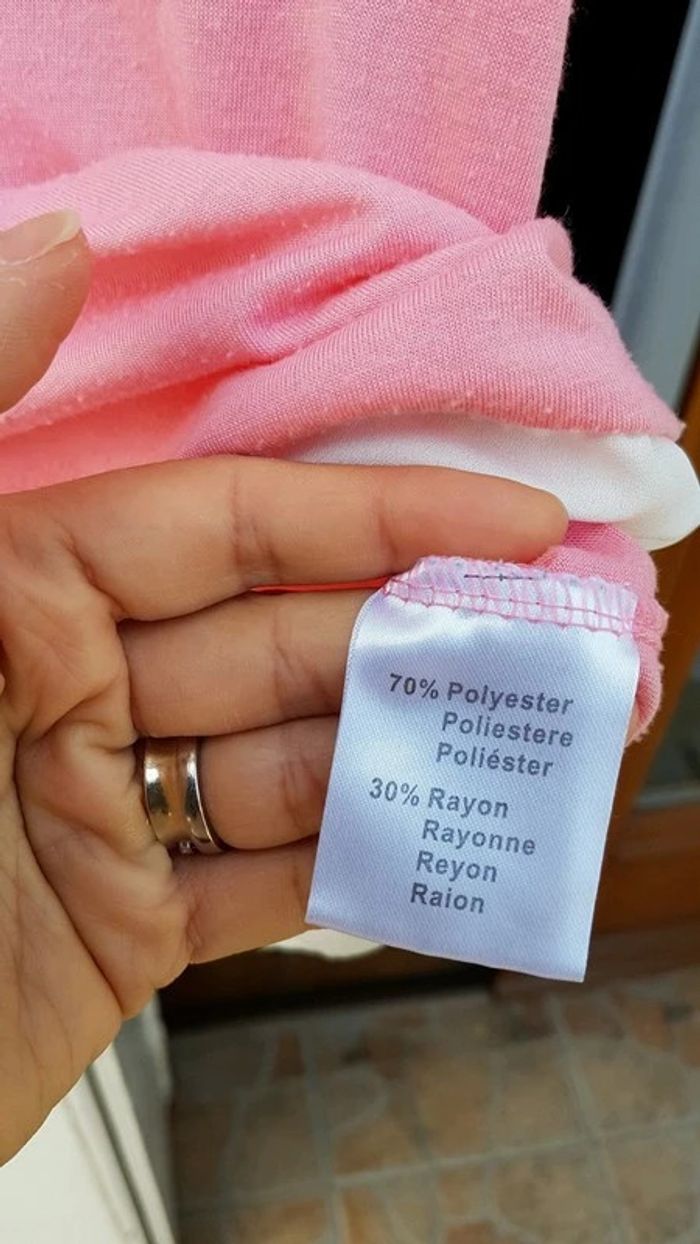 70% Polyester
Poliestere
Poliéster
30% Rayon
Rayonne
Reyon
Raion